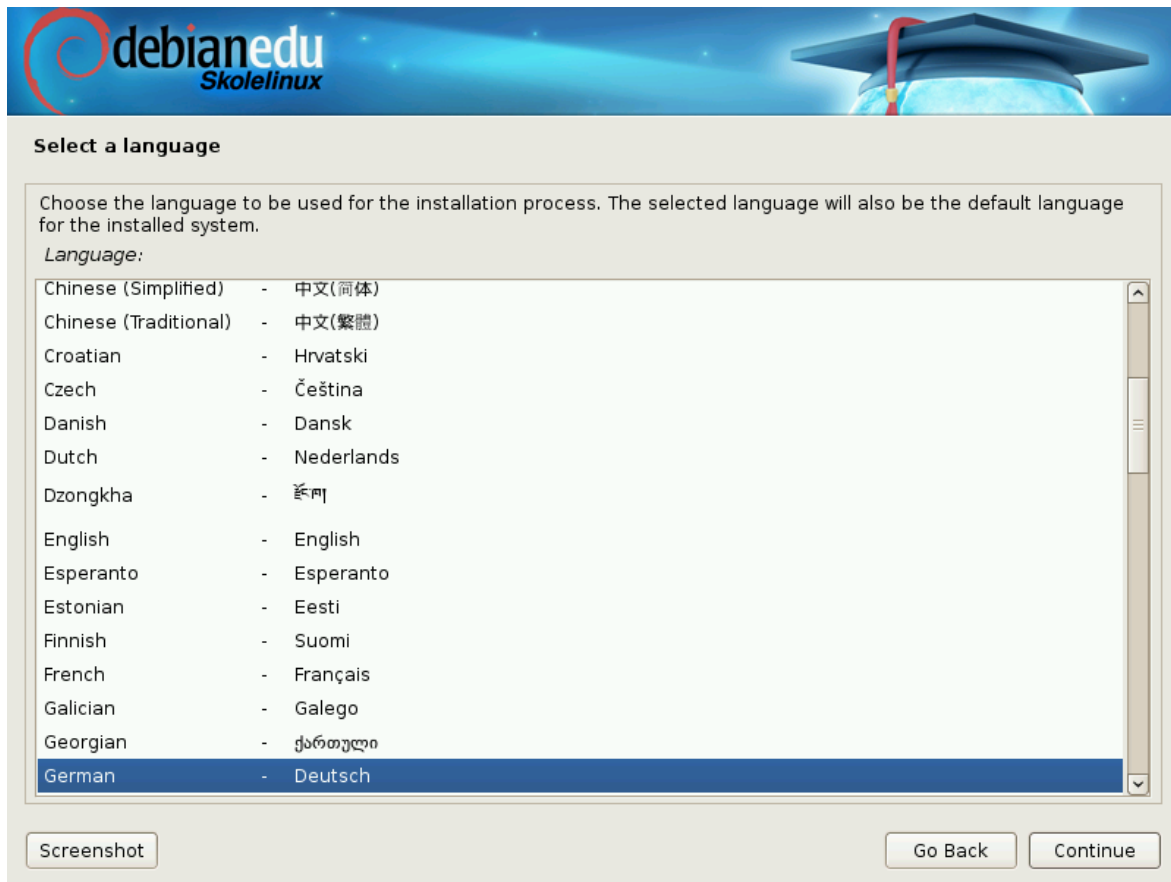 debianedu
Skolelinux
Select a language
Choose the language to be used for the installation process. The selected language will also be the default language
for the installed system.
Language:
Chinese (Simplified) - 中文(简体)
Chinese (Traditional) - 中文(繁體)
Croatian - Hrvatski
Czech - Čeština
Danish - Dansk
Dutch - Nederlands
Dzongkha - རྫོང་ཁ།
English - English
Esperanto - Esperanto
Estonian - Eesti
Finnish - Suomi
French - Français
Galician - Galego
Georgian - ქართული
German - Deutsch
Screenshot Go Back Continue